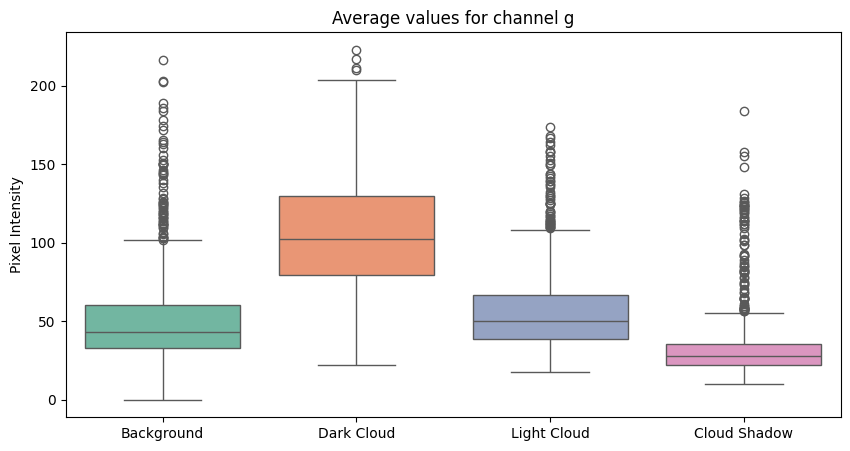 Average values for channel g
Pixel Intensity
200
150
100
50
0
Background
Dark Cloud
Light Cloud
Cloud Shadow